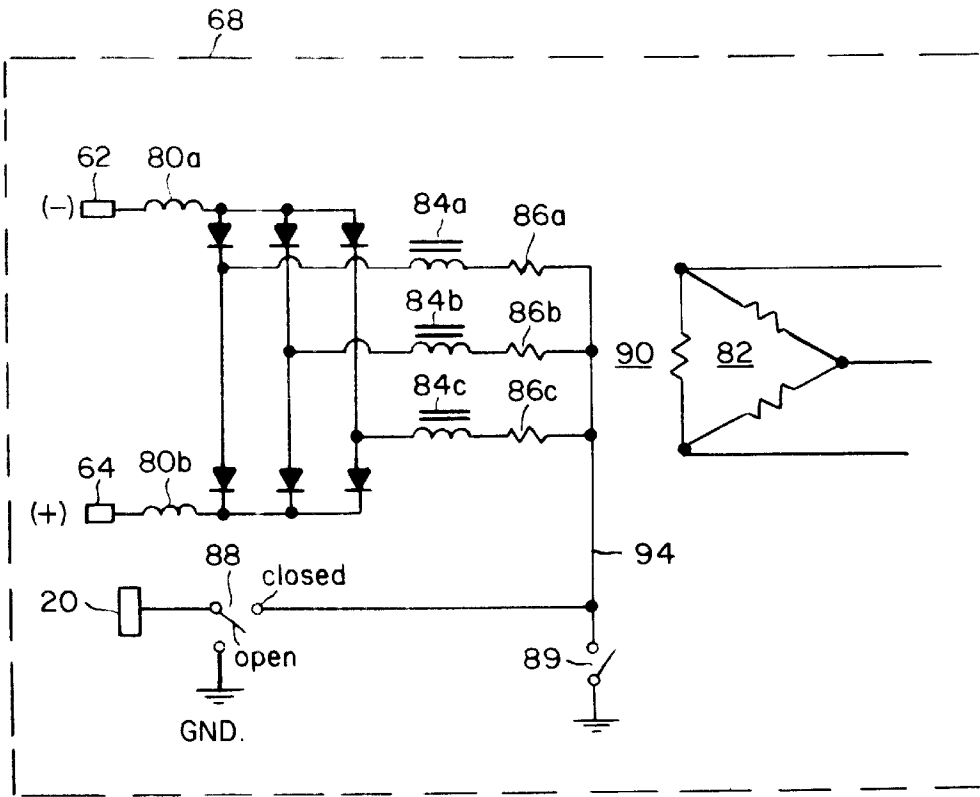 68
62
80a
(-)
84a
86a
84b
86b
90
82
84c
86c
64
80b
(+)
94
88
closed
20
open
89
GND.